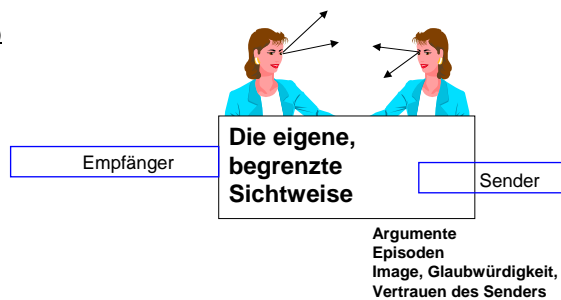 Die eigene,
begrenzte
Sichtweise
Empfänger
Sender
Argumente
Episoden
Image, Glaubwürdigkeit,
Vertrauen des Senders